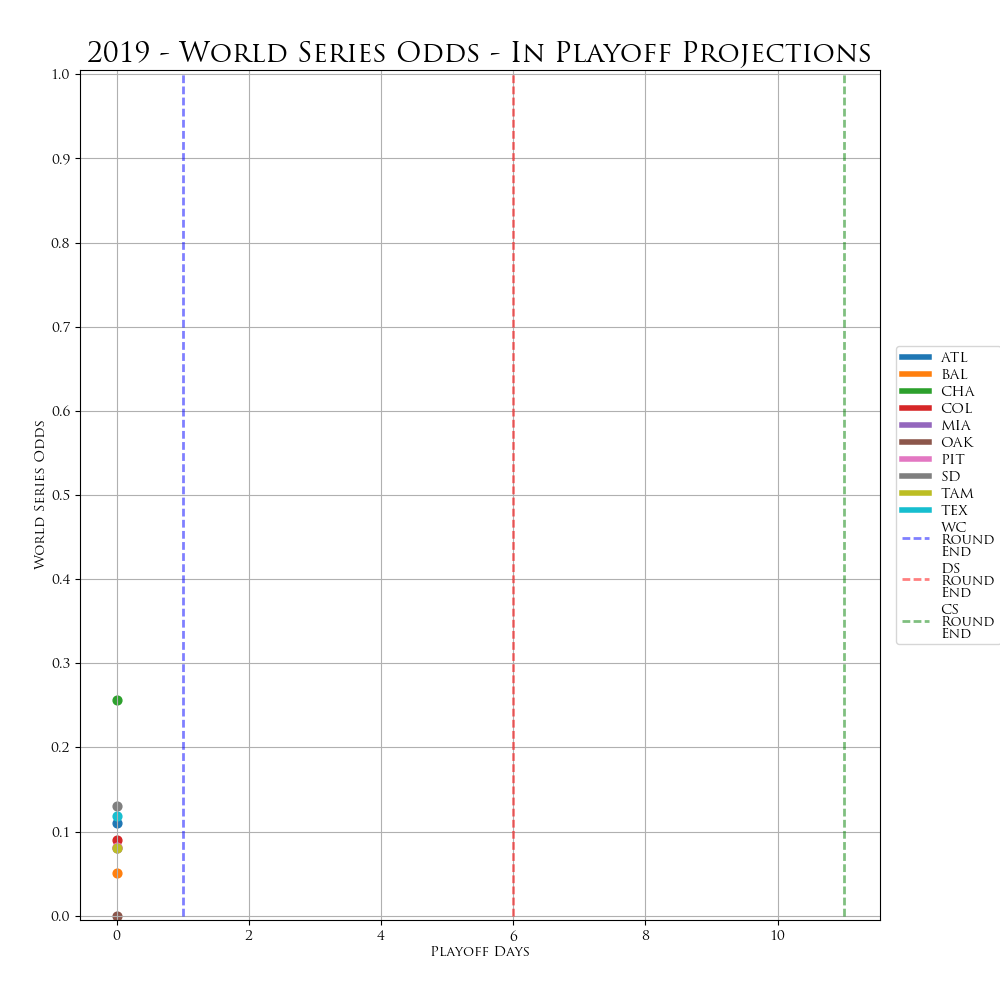 2019 - World Series Odds - In Playoff Projections
1.0
0.9
0.8
0.7
0.6
0.5
0.4
0.3
0.2
0.1
0.0
World Series Odds
0 2 4 6 8 10
Playoff Days
ATL
BAL
CHA
COL
MIA
OAK
PIT
SD
TAM
TEX
WC
Round
End
DS
Round
End
CS
Round
End